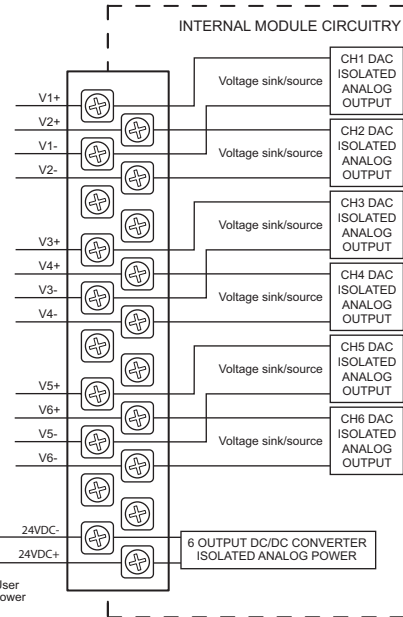 INTERNAL MODULE CIRCUITRY
V1+
V2+
V1-
V2-
V3+
V4+
V3-
V4-
V5+
V6+
V5-
V6-
24VDC-
24VDC+
Voltage sink/source
CH1 DAC
ISOLATED
ANALOG
OUTPUT
Voltage sink/source
CH2 DAC
ISOLATED
ANALOG
OUTPUT
Voltage sink/source
CH3 DAC
ISOLATED
ANALOG
OUTPUT
Voltage sink/source
CH4 DAC
ISOLATED
ANALOG
OUTPUT
Voltage sink/source
CH5 DAC
ISOLATED
ANALOG
OUTPUT
Voltage sink/source
CH6 DAC
ISOLATED
ANALOG
OUTPUT
6 OUTPUT DC/DC CONVERTER
ISOLATED ANALOG POWER